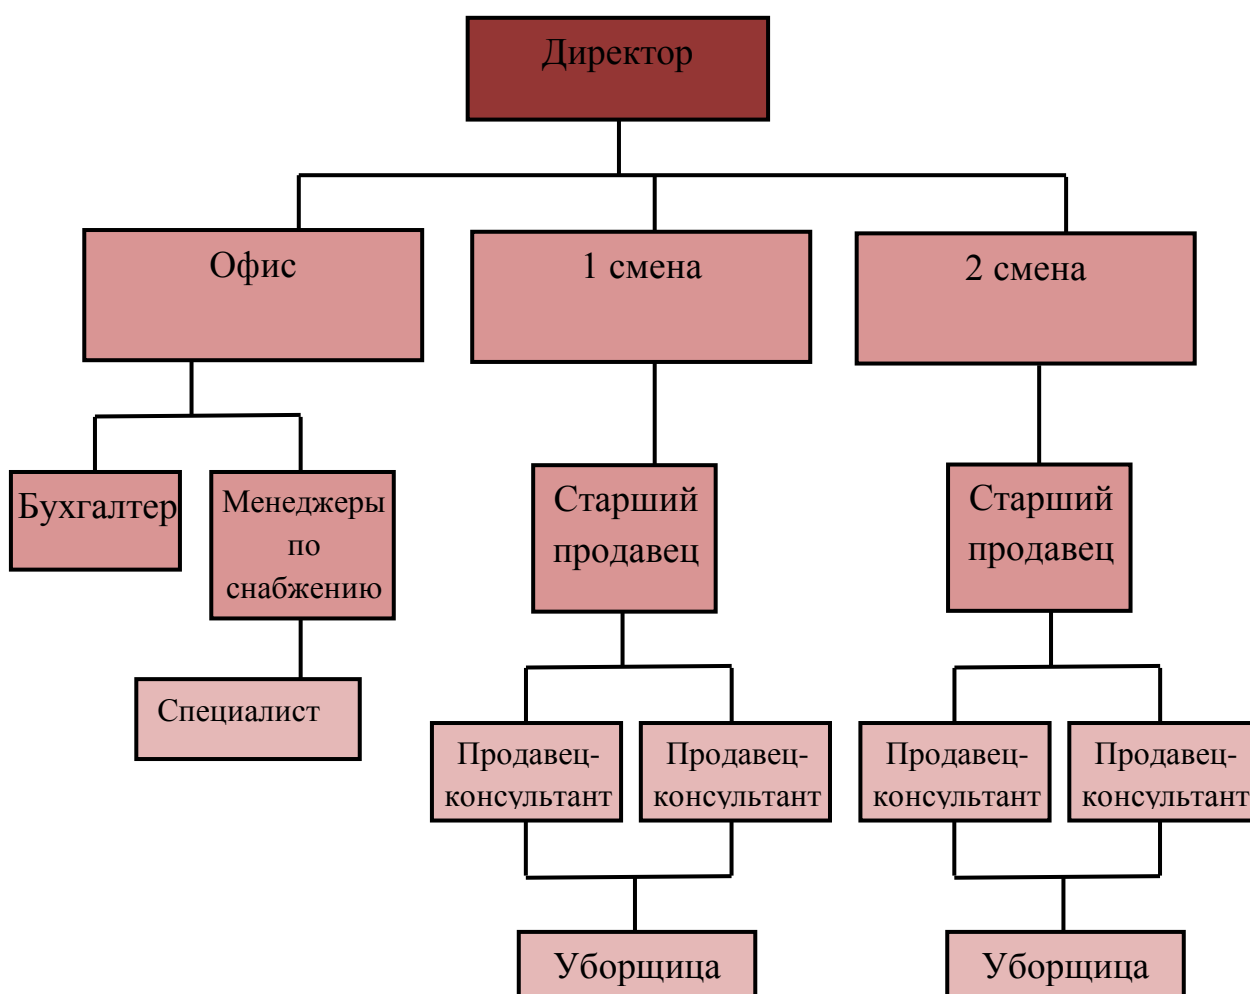 Директор
Офис
1 смена
2 смена
Бухгалтер
Менеджеры
по
снабжению
Старший
продавец
Старший
продавец
Специалист
Продавец-
консультант
Продавец-
консультант
Продавец-
консультант
Продавец-
консультант
Уборщица
Уборщица